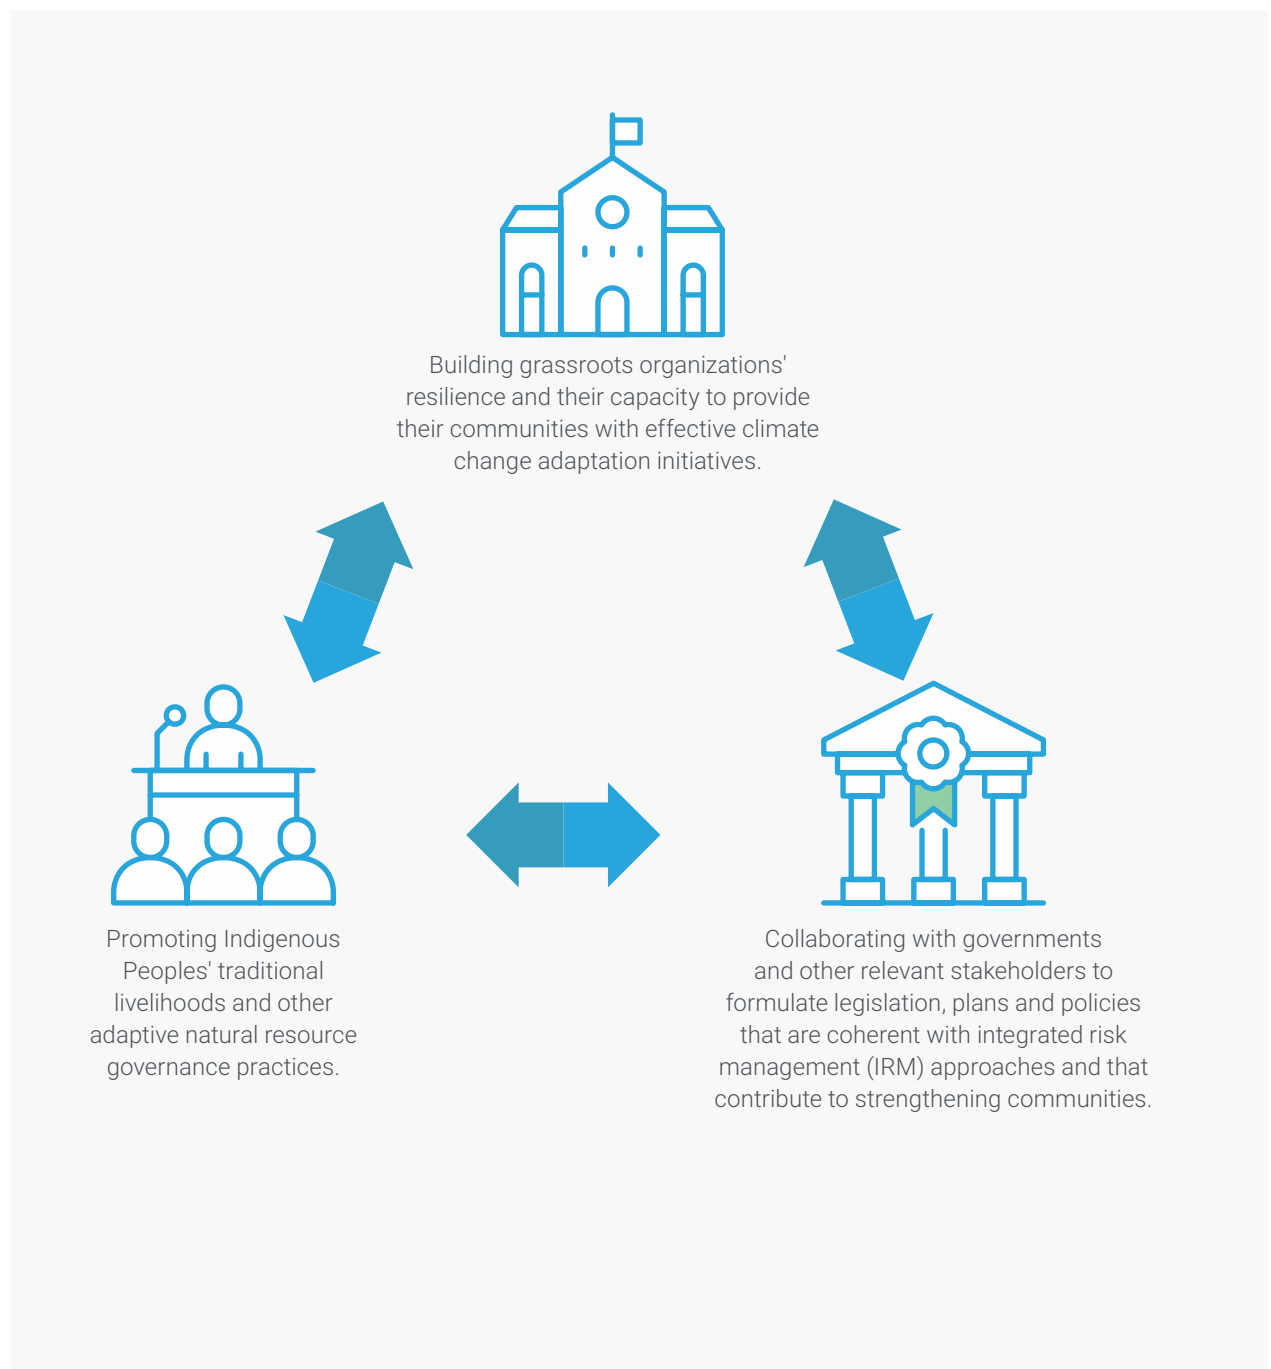 Building grassroots organizations'
resilience and their capacity to provide
their communities with effective climate
change adaptation initiatives.
Promoting Indigenous
Peoples' traditional
livelihoods and other
adaptive natural resource
governance practices.
Collaborating with governments
and other relevant stakeholders to
formulate legislation, plans and policies
that are coherent with integrated risk
management (IRM) approaches and that
contribute to strengthening communities.